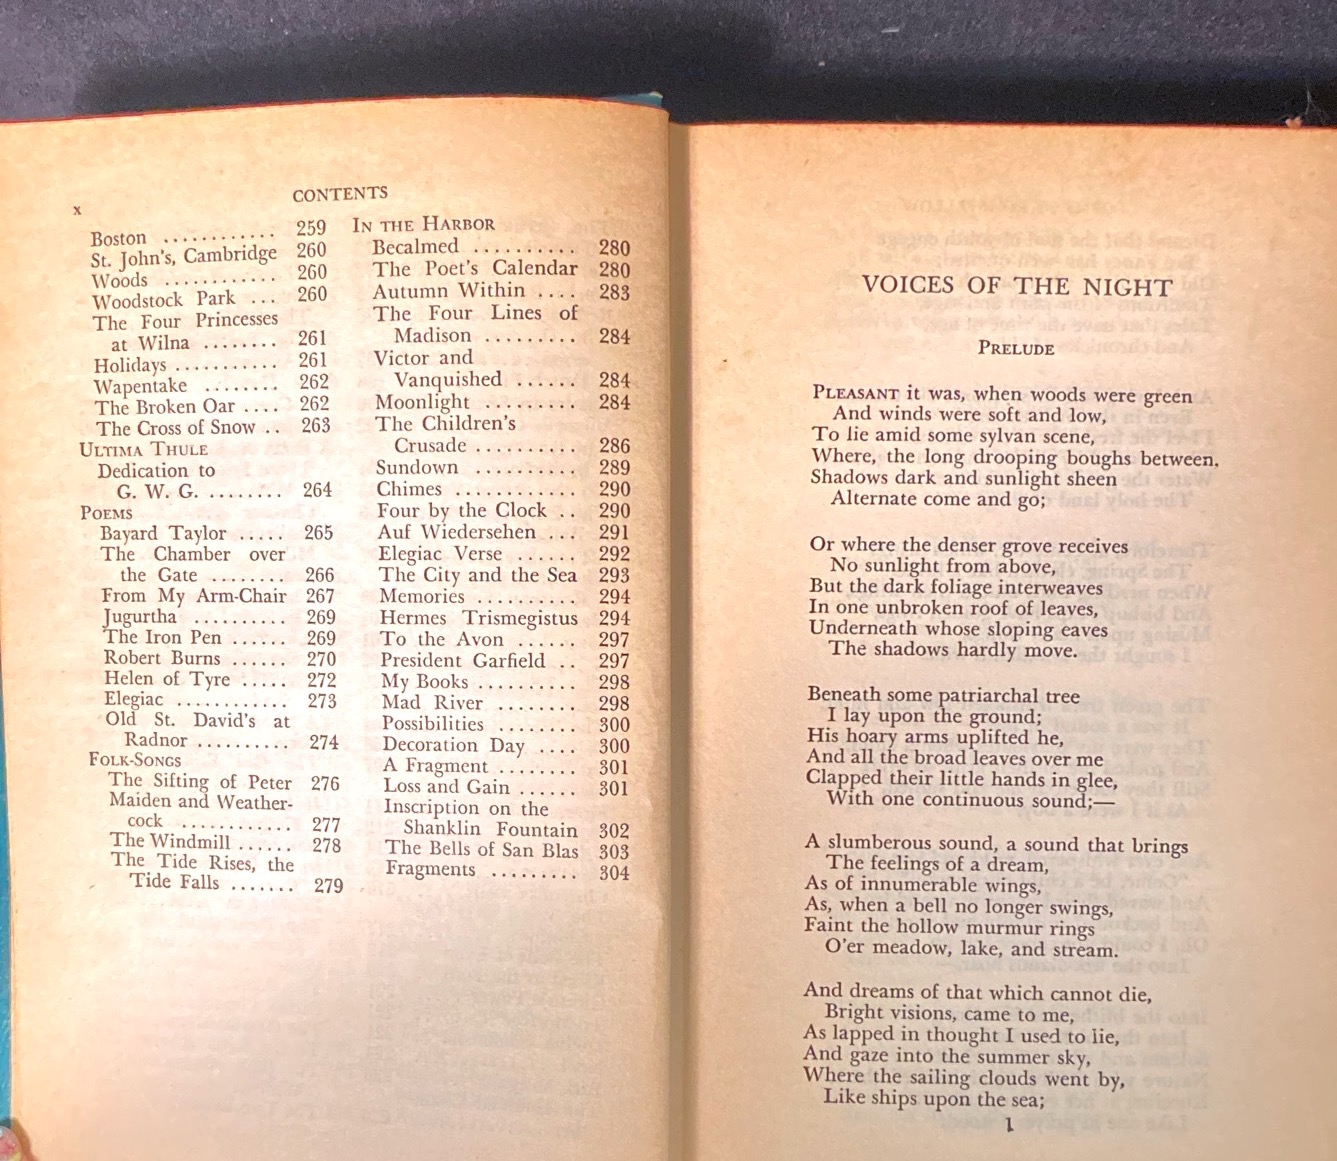 x
CONTENTS
Boston ............ 259
St. John's, Cambridge 260
Woods ............ 260
Woodstock Park ... 260
The Four Princesses
at Wilna ........ 261
Holidays ........... 261
Wapentake ........ 262
The Broken Oar .... 262
The Cross of Snow .. 263
ULTIMA THULE
Dedication to
G. W. G. ........ 264
POEMS
Bayard Taylor ..... 265
The Chamber over
the Gate ........ 266
From My Arm-Chair 267
Jugurtha .......... 269
The Iron Pen ...... 269
Robert Burns ...... 270
Helen of Tyre ..... 272
Elegiac ............ 273
Old St. David's at
Radnor .......... 274
FOLK-SONGS
The Sifting of Peter 276
Maiden and Weather-
cock ............ 277
The Windmill ...... 278
The Tide Rises, the
Tide Falls ....... 279
IN THE HARBOR
Becalmed .......... 280
The Poet's Calendar 280
Autumn Within .... 283
The Four Lines of
Madison ......... 284
Victor and
Vanquished ...... 284
Moonlight ......... 284
The Children's
Crusade .......... 286
Sundown .......... 289
Chimes ............ 290
Four by the Clock .. 290
Auf Wiedersehen ... 291
Elegiac Verse ...... 292
The City and the Sea 293
Memories .......... 294
Hermes Trismegistus 294
To the Avon ...... 297
President Garfield .. 297
My Books .......... 298
Mad River ........ 298
Possibilities ........ 300
Decoration Day .... 300
A Fragment ........ 301
Loss and Gain ...... 301
Inscription on the
Shanklin Fountain 302
The Bells of San Blas 303
Fragments ......... 304
VOICES OF THE NIGHT
PRELUDE
PLEASANT it was, when woods were green
And winds were soft and low,
To lie amid some sylvan scene,
Where, the long drooping boughs between,
Shadows dark and sunlight sheen
Alternate come and go;
Or where the denser grove receives
No sunlight from above,
But the dark foliage interweaves
In one unbroken roof of leaves,
Underneath whose sloping eaves
The shadows hardly move.
Beneath some patriarchal tree
I lay upon the ground;
His hoary arms uplifted he,
And all the broad leaves over me
Clapped their little hands in glee,
With one continuous sound;—
A slumberous sound, a sound that brings
The feelings of a dream,
As of innumerable wings,
As, when a bell no longer swings,
Faint the hollow murmur rings
O'er meadow, lake, and stream.
And dreams of that which cannot die,
Bright visions, came to me,
As lapped in thought I used to lie,
And gaze into the summer sky,
Where the sailing clouds went by,
Like ships upon the sea;
1